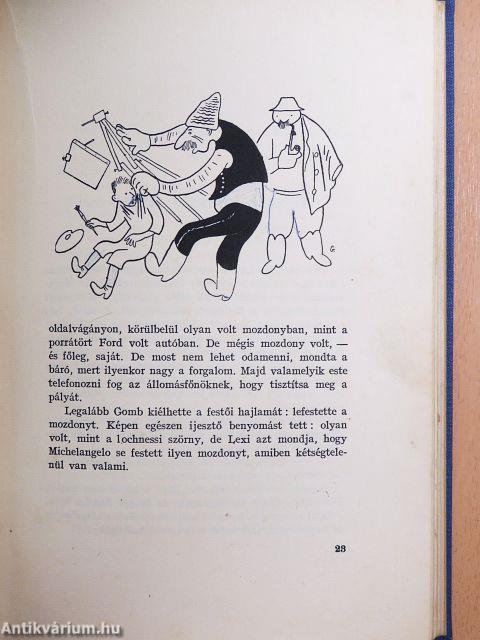 G
oldalvágányon, körülbelül olyan volt mozdonyban, mint a
porrátört Ford volt autóban. De mégis mozdony volt, —
és főleg, saját. De most nem lehet odamenni, mondta a
báró, mert ilyenkor nagy a forgalom. Majd valamelyik este
telefonozni fog az állomásfőnöknek, hogy tisztítsa meg a
pályát.
Legalább Gomb kiélhette a festői hajlamát : lefestette a
mozdonyt. Képen egészen ijesztő benyomást tett : olyan
volt, mint a lochnessi szörny, de Lexi azt mondja, hogy
Michelangelo se festett ilyen mozdonyt, amiben kétségtele-
nül van valami.
23
Antikvárium.hu